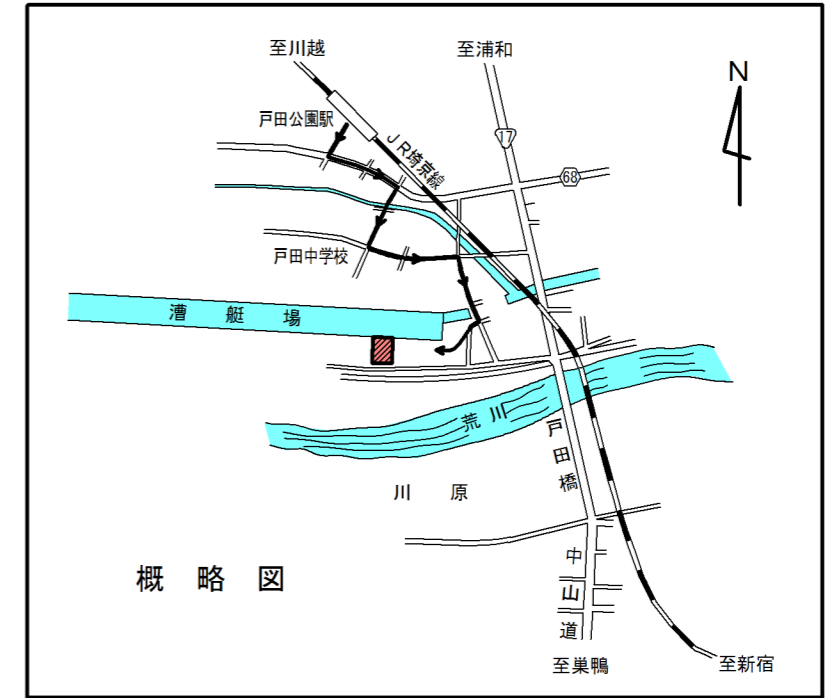 至川越
至浦和
N
戸田公園駅
JR埼京線
17
68
戸田中学校
漕艇場
荒川
戸田橋
川原
概略図
中山道
至巣鴨
至新宿